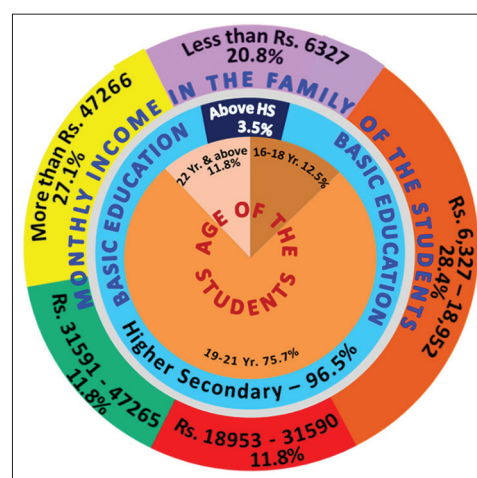 Less than Rs. 6327
20.8%
Rs. 6,327 – 18,952
28.4%
Rs. 18953 - 31590
11.8%
Rs. 31591 - 47265
11.8%
More than Rs. 47266
27.1%
MONTHLY INCOME IN THE FAMILY OF THE STUDENTS
Above HS
3.5%
BASIC EDUCATION
BASIC EDUCATION
Higher Secondary – 96.5%
22 Yr. & above
11.8%
16-18 Yr. 12.5%
AGE OF THE
STUDENTS
19-21 Yr. 75.7%